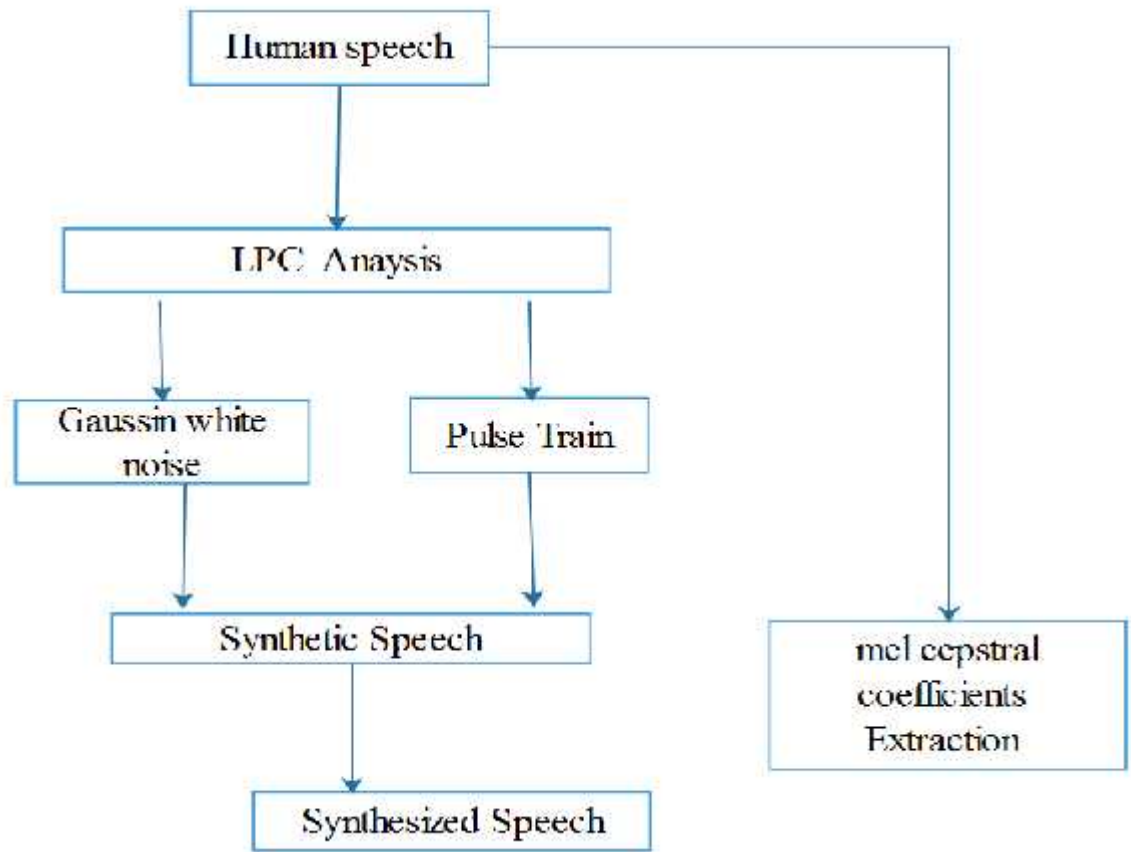 Human speech
LPC Anaysis
Gaussin white
noise
Pulse Train
Synthetic Speech
mel cepstral
coefficients
Extraction
Synthesized Speech